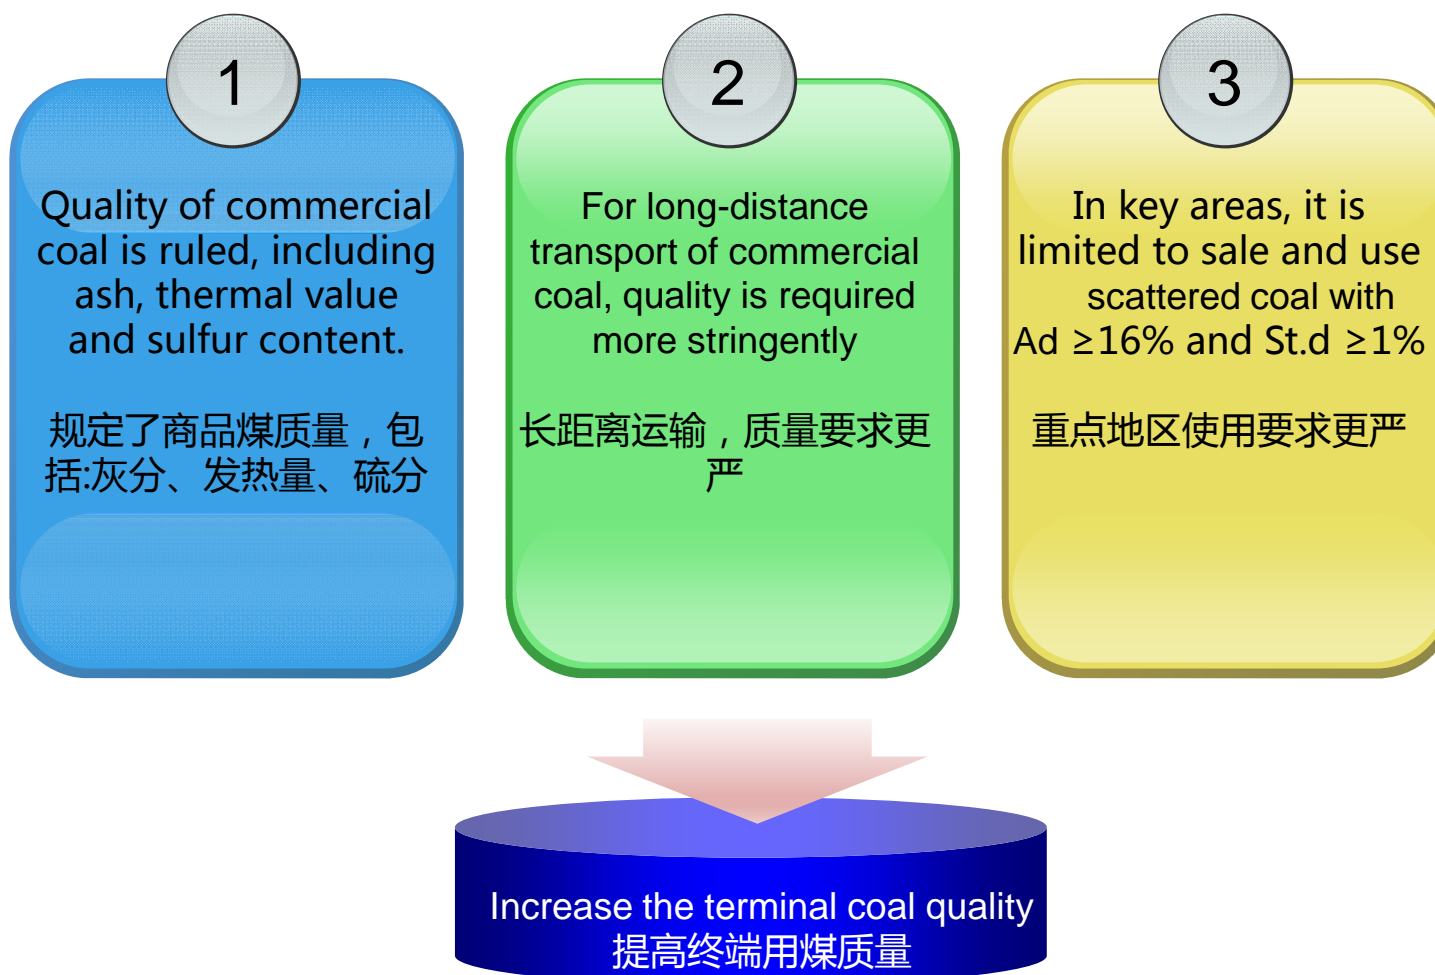 1
Quality of commercial
coal is ruled, including
ash, thermal value
and sulfur content.
规定了商品煤质量，包
括:灰分、发热量、硫分
2
For long-distance
transport of commercial
coal, quality is required
more stringently
长距离运输，质量要求更
严
3
In key areas, it is
limited to sale and use
scattered coal with
Ad ≥16% and St.d ≥1%
重点地区使用要求更严
Increase the terminal coal quality
提高终端用煤质量